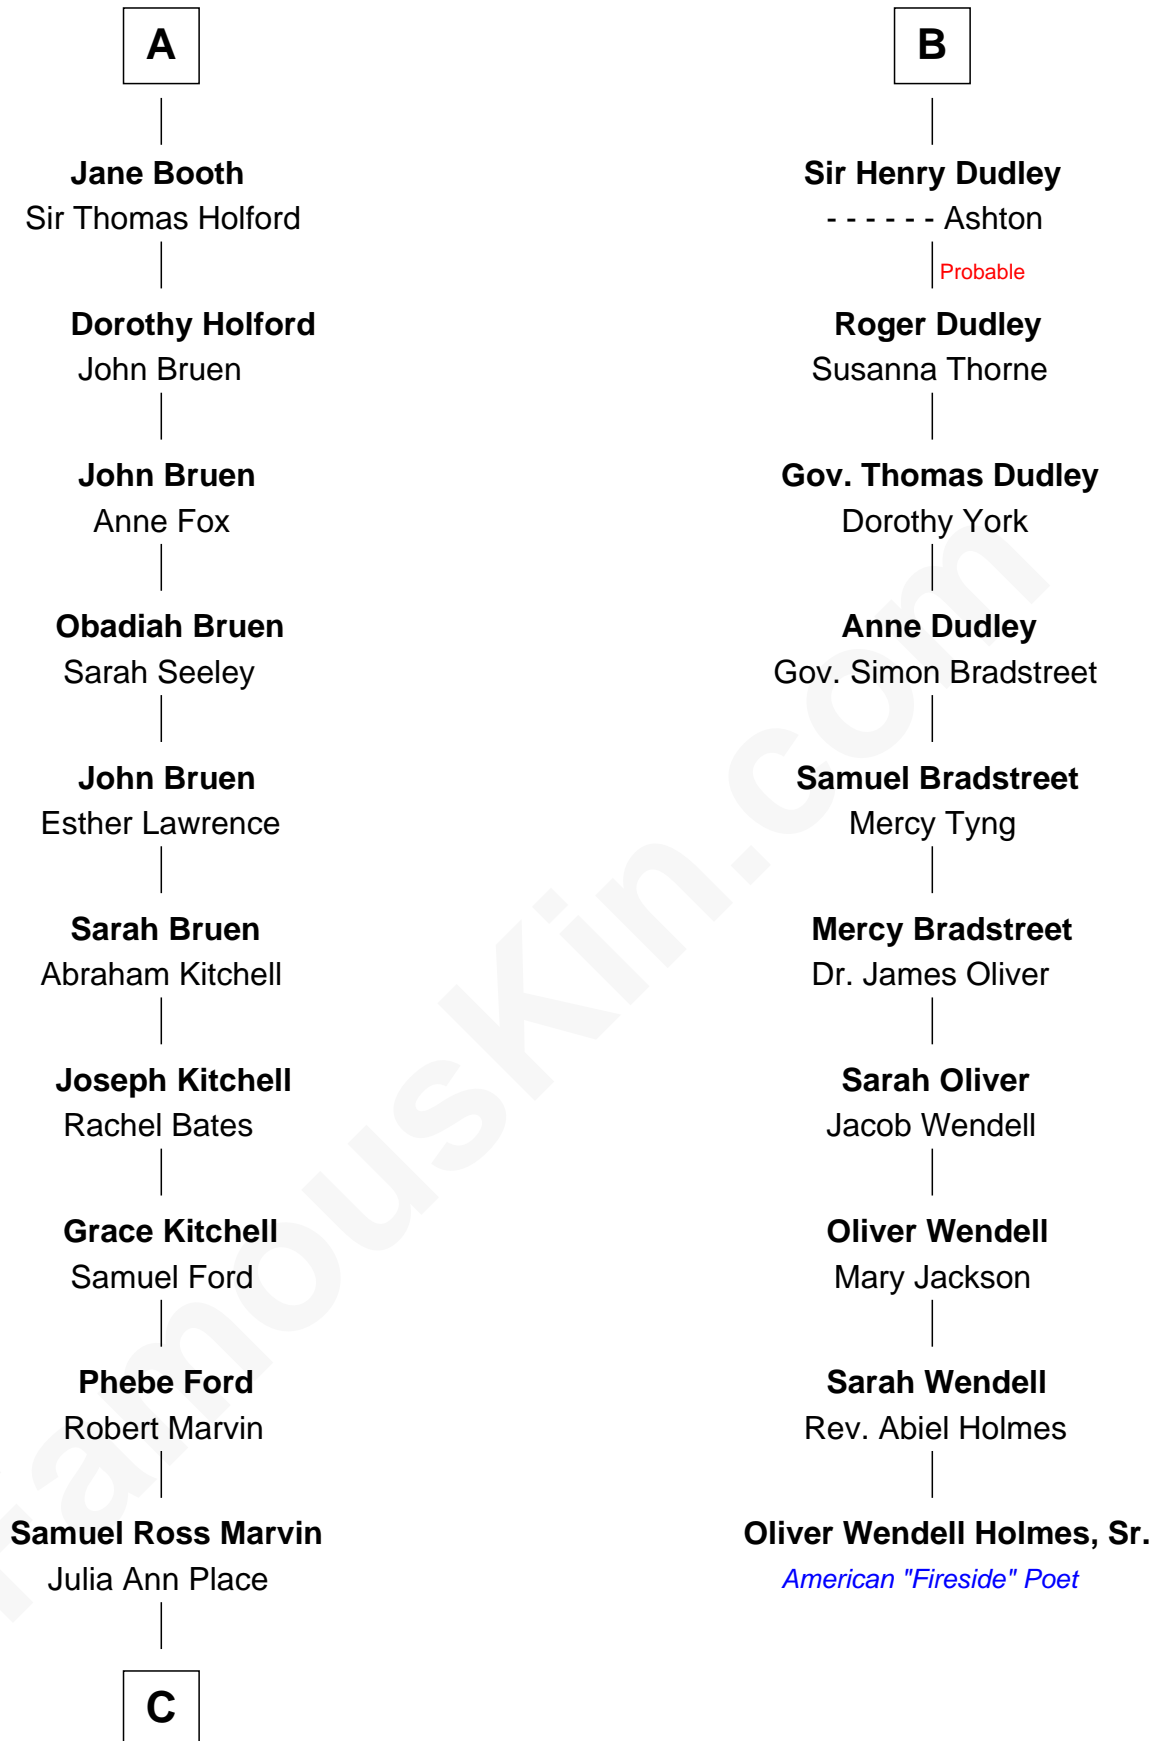 A
Jane Booth
Sir Thomas Holford
Dorothy Holford
John Bruen
John Bruen
Anne Fox
Obadiah Bruen
Sarah Seeley
John Bruen
Esther Lawrence
Sarah Bruen
Abraham Kitchell
Joseph Kitchell
Rachel Bates
Grace Kitchell
Samuel Ford
Phebe Ford
Robert Marvin
Samuel Ross Marvin
Julia Ann Place
C
B
Sir Henry Dudley
- - - - - - Ashton
Probable
Roger Dudley
Susanna Thorne
Gov. Thomas Dudley
Dorothy York
Anne Dudley
Gov. Simon Bradstreet
Samuel Bradstreet
Mercy Tyng
Mercy Bradstreet
Dr. James Oliver
Sarah Oliver
Jacob Wendell
Oliver Wendell
Mary Jackson
Sarah Wendell
Rev. Abiel Holmes
Oliver Wendell Holmes, Sr.
American "Fireside" Poet
FamousKin.com